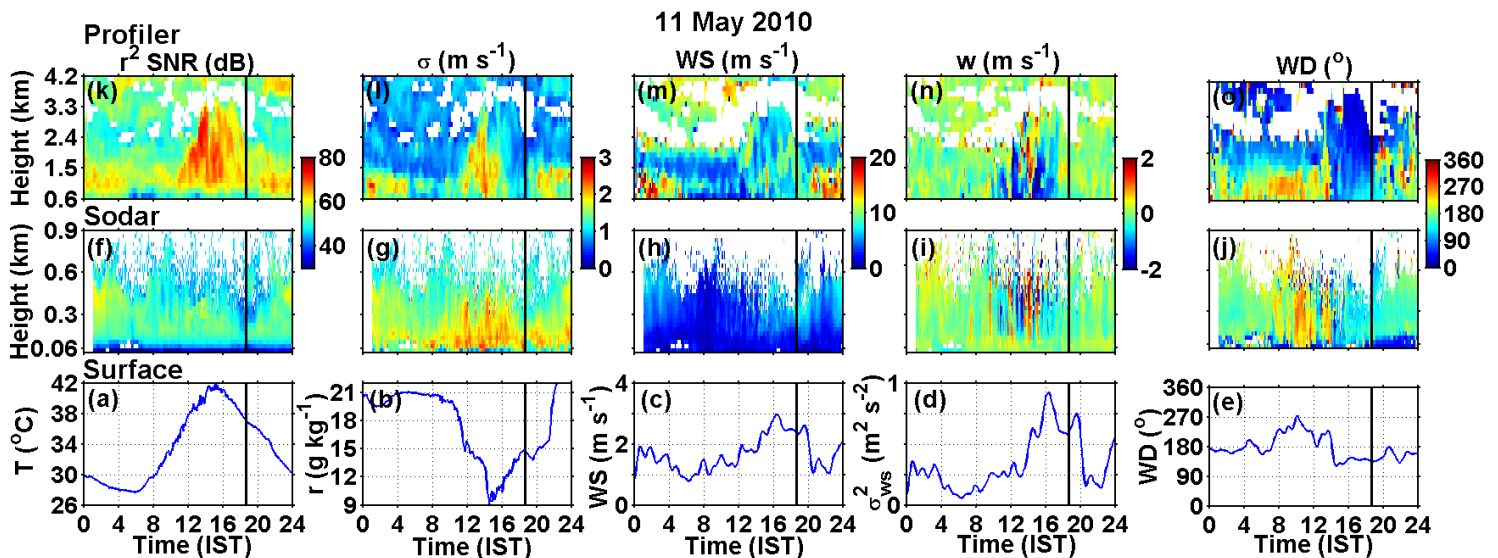 11 May 2010
Profiler
r² SNR (dB) σ (m s⁻¹) WS (m s⁻¹) w (m s⁻¹) WD (°)
Height (km)
4.2
3.3
2.4
1.5
0.6
(k) (l) (m) (n) (o)
80
60
40
3
2
1
0
20
10
0
2
0
-2
360
270
180
90
0
Sodar
Height (km)
0.9
0.6
0.3
0.06
(f) (g) (h) (i) (j)
Surface
(a) (b) (c) (d) (e)
T (°C)
42
38
34
30
26
r (g kg⁻¹)
21
18
15
12
9
WS (m s⁻¹)
4
2
0
σ²ws (m² s⁻²)
1
0
WD (°)
360
270
180
90
0
0 4 8 12 16 20 24 0 4 8 12 16 20 24 0 4 8 12 16 20 24 0 4 8 12 16 20 24 0 4 8 12 16 20 24
Time (IST) Time (IST) Time (IST) Time (IST) Time (IST)